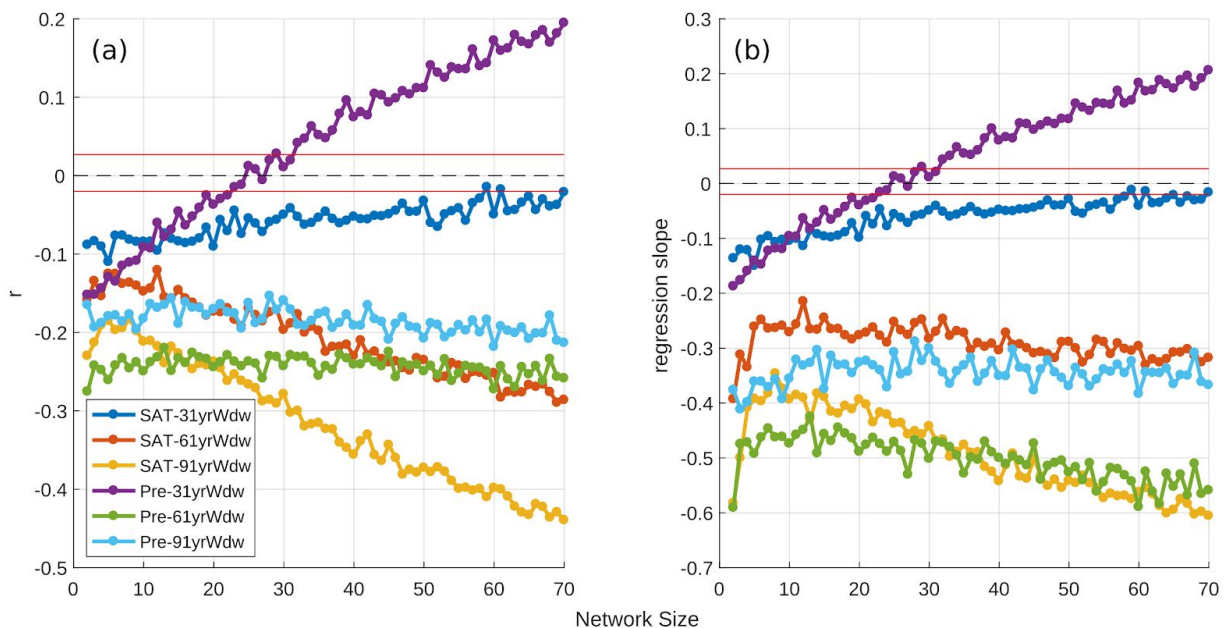 (a)
r
0.2
0.1
0
-0.1
-0.2
-0.3
-0.4
-0.5
SAT-31yrWdw
SAT-61yrWdw
SAT-91yrWdw
Pre-31yrWdw
Pre-61yrWdw
Pre-91yrWdw
0 10 20 30 40 50 60 70
(b)
regression slope
0.3
0.2
0.1
0
-0.1
-0.2
-0.3
-0.4
-0.5
-0.6
-0.7
0 10 20 30 40 50 60 70
Network Size